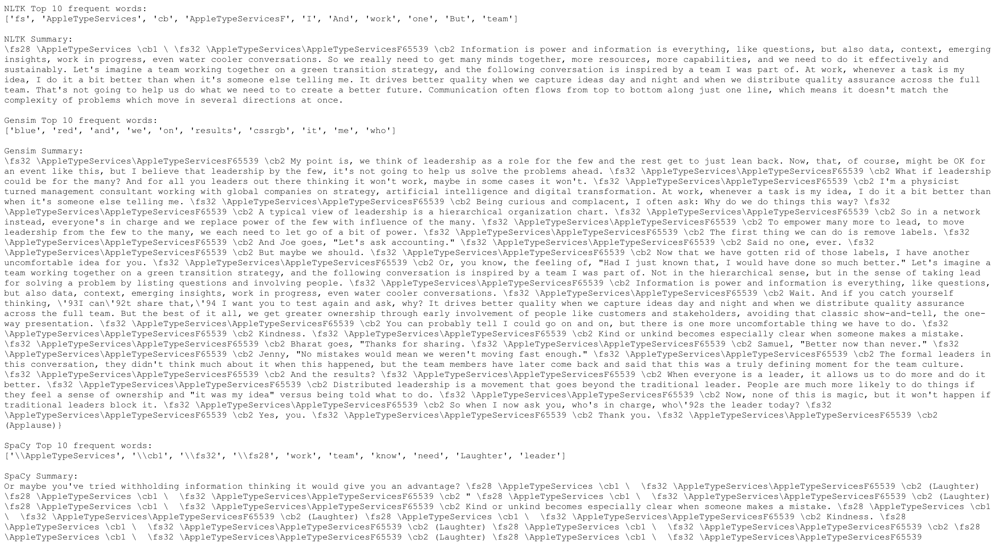 NLTK Top 10 frequent words:
['fs', 'AppleTypeServices', 'cb', 'AppleTypeServicesF', 'I', 'And', 'work', 'one', 'But', 'team']
NLTK Summary:
\fs28 \AppleTypeServices \cb1 \ \fs32 \AppleTypeServices\AppleTypeServicesF65539 \cb2 Information is power and information is everything, like questions, but also data, context, emerging
insights, work in progress, even water cooler conversations. So we really need to get many minds together, more resources, more capabilities, and we need to do it effectively and
sustainably. Let's imagine a team working together on a green transition strategy, and the following conversation is inspired by a team I was part of. At work, whenever a task is my
idea, I do it a bit better than when it's someone else telling me. It drives better quality when we capture ideas day and night and when we distribute quality assurance across the full
team. That's not going to help us do what we need to to create a better future. Communication often flows from top to bottom along just one line, which means it doesn't match the
complexity of problems which move in several directions at once.
Gensim Top 10 frequent words:
['blue', 'red', 'and', 'we', 'on', 'results', 'cssrgb', 'it', 'me', 'who']
Gensim Summary:
\fs32 \AppleTypeServices\AppleTypeServicesF65539 \cb2 My point is, we think of leadership as a role for the few and the rest get to just lean back. Now, that, of course, might be OK for
an event like this, but I believe that leadership by the few, it's not going to help us solve the problems ahead. \fs32 \AppleTypeServices\AppleTypeServicesF65539 \cb2 What if leadership
could be for the many? And for all you leaders out there thinking it won't work, maybe in some cases it won't. \fs32 \AppleTypeServices\AppleTypeServicesF65539 \cb2 I'm a physicist
turned management consultant working with global companies on strategy, artificial intelligence and digital transformation. At work, whenever a task is my idea, I do it a bit better than
when it's someone else telling me. \fs32 \AppleTypeServices\AppleTypeServicesF65539 \cb2 Being curious and complacent, I often ask: Why do we do things this way? \fs32
\AppleTypeServices\AppleTypeServicesF65539 \cb2 A typical view of leadership is a hierarchical organization chart. \fs32 \AppleTypeServices\AppleTypeServicesF65539 \cb2 So in a network
instead, everyone's in charge and we replace power of the few with influence of the many. \fs32 \AppleTypeServices\AppleTypeServicesF65539 \cb2 To empower many more to lead, to move
leadership from the few to the many, we each need to let go of a bit of power. \fs32 \AppleTypeServices\AppleTypeServicesF65539 \cb2 The first thing we can do is remove labels. \fs32
\AppleTypeServices\AppleTypeServicesF65539 \cb2 And Joe goes, "Let's ask accounting." \fs32 \AppleTypeServices\AppleTypeServicesF65539 \cb2 Said no one, ever. \fs32
\AppleTypeServices\AppleTypeServicesF65539 \cb2 But maybe we should. \fs32 \AppleTypeServices\AppleTypeServicesF65539 \cb2 Now that we have gotten rid of those labels, I have another
uncomfortable idea for you. \fs32 \AppleTypeServices\AppleTypeServicesF65539 \cb2 Or, you know, the feeling of, "Had I just known that, I would have done so much better." Let's imagine a
team working together on a green transition strategy, and the following conversation is inspired by a team I was part of. Not in the hierarchical sense, but in the sense of taking lead
for solving a problem by listing questions and involving people. \fs32 \AppleTypeServices\AppleTypeServicesF65539 \cb2 Information is power and information is everything, like questions,
but also data, context, emerging insights, work in progress, even water cooler conversations. \fs32 \AppleTypeServices\AppleTypeServicesF65539 \cb2 Wait. And if you catch yourself
thinking, \'93I can\'92t share that,\'94 I want you to test again and ask, why? It drives better quality when we capture ideas day and night and when we distribute quality assurance
across the full team. But the best of it all, we get greater ownership through early involvement of people like customers and stakeholders, avoiding that classic show-and-tell, the one-
way presentation. \fs32 \AppleTypeServices\AppleTypeServicesF65539 \cb2 You can probably tell I could go on and on, but there is one more uncomfortable thing we have to do. \fs32
\AppleTypeServices\AppleTypeServicesF65539 \cb2 Kindness. \fs32 \AppleTypeServices\AppleTypeServicesF65539 \cb2 Kind or unkind becomes especially clear when someone makes a mistake.
\fs32 \AppleTypeServices\AppleTypeServicesF65539 \cb2 Bharat goes, "Thanks for sharing. \fs32 \AppleTypeServices\AppleTypeServicesF65539 \cb2 Samuel, "Better now than never." \fs32
\AppleTypeServices\AppleTypeServicesF65539 \cb2 Jenny, "No mistakes would mean we weren't moving fast enough." \fs32 \AppleTypeServices\AppleTypeServicesF65539 \cb2 The formal leaders in
this conversation, they didn't think much about it when this happened, but the team members have later come back and said that this was a truly defining moment for the team culture.
\fs32 \AppleTypeServices\AppleTypeServicesF65539 \cb2 And the results? \fs32 \AppleTypeServices\AppleTypeServicesF65539 \cb2 When everyone is a leader, it allows us to do more and do it
better. \fs32 \AppleTypeServices\AppleTypeServicesF65539 \cb2 Distributed leadership is a movement that goes beyond the traditional leader. People are much more likely to do things if
they feel a sense of ownership and "it was my idea" versus being told what to do. \fs32 \AppleTypeServices\AppleTypeServicesF65539 \cb2 Now, none of this is magic, but it won't happen if
traditional leaders block it. \fs32 \AppleTypeServices\AppleTypeServicesF65539 \cb2 So when I now ask you, who's in charge, who\'92s the leader today? \fs32
\AppleTypeServices\AppleTypeServicesF65539 \cb2 Yes, you. \fs32 \AppleTypeServices\AppleTypeServicesF65539 \cb2 Thank you. \fs32 \AppleTypeServices\AppleTypeServicesF65539 \cb2
(Applause)}
SpaCy Top 10 frequent words:
['\\AppleTypeServices', '\\cb1', '\\fs32', '\\fs28', 'work', 'team', 'know', 'need', 'Laughter', 'leader']
SpaCy Summary:
Or maybe you've tried withholding information thinking it would give you an advantage? \fs28 \AppleTypeServices \cb1 \  \fs32 \AppleTypeServices\AppleTypeServicesF65539 \cb2 (Laughter)
\fs28 \AppleTypeServices \cb1 \  \fs32 \AppleTypeServices\AppleTypeServicesF65539 \cb2 " \fs28 \AppleTypeServices \cb1 \  \fs32 \AppleTypeServices\AppleTypeServicesF65539 \cb2 (Laughter)
\fs28 \AppleTypeServices \cb1 \  \fs32 \AppleTypeServices\AppleTypeServicesF65539 \cb2 Kind or unkind becomes especially clear when someone makes a mistake. \fs28 \AppleTypeServices \cb1
\  \fs32 \AppleTypeServices\AppleTypeServicesF65539 \cb2 (Laughter) \fs28 \AppleTypeServices \cb1 \  \fs32 \AppleTypeServices\AppleTypeServicesF65539 \cb2 Kindness. \fs28
\AppleTypeServices \cb1 \  \fs32 \AppleTypeServices\AppleTypeServicesF65539 \cb2 (Laughter) \fs28 \AppleTypeServices \cb1 \  \fs32 \AppleTypeServices\AppleTypeServicesF65539 \cb2 \fs28
\AppleTypeServices \cb1 \  \fs32 \AppleTypeServices\AppleTypeServicesF65539 \cb2 (Laughter) \fs28 \AppleTypeServices \cb1 \  \fs32 \AppleTypeServices\AppleTypeServicesF65539